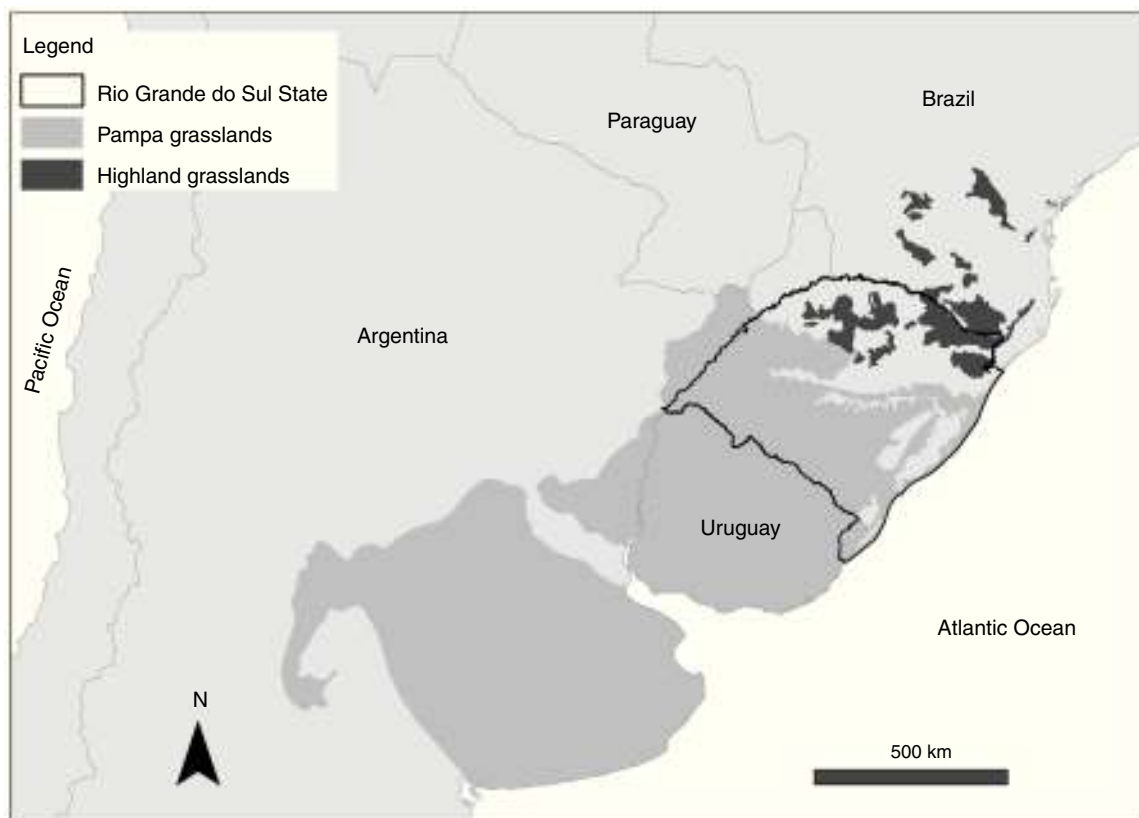 Legend
Rio Grande do Sul State
Pampa grasslands
Highland grasslands
Brazil
Paraguay
Pacific Ocean
Argentina
Uruguay
Atlantic Ocean
N
500 km